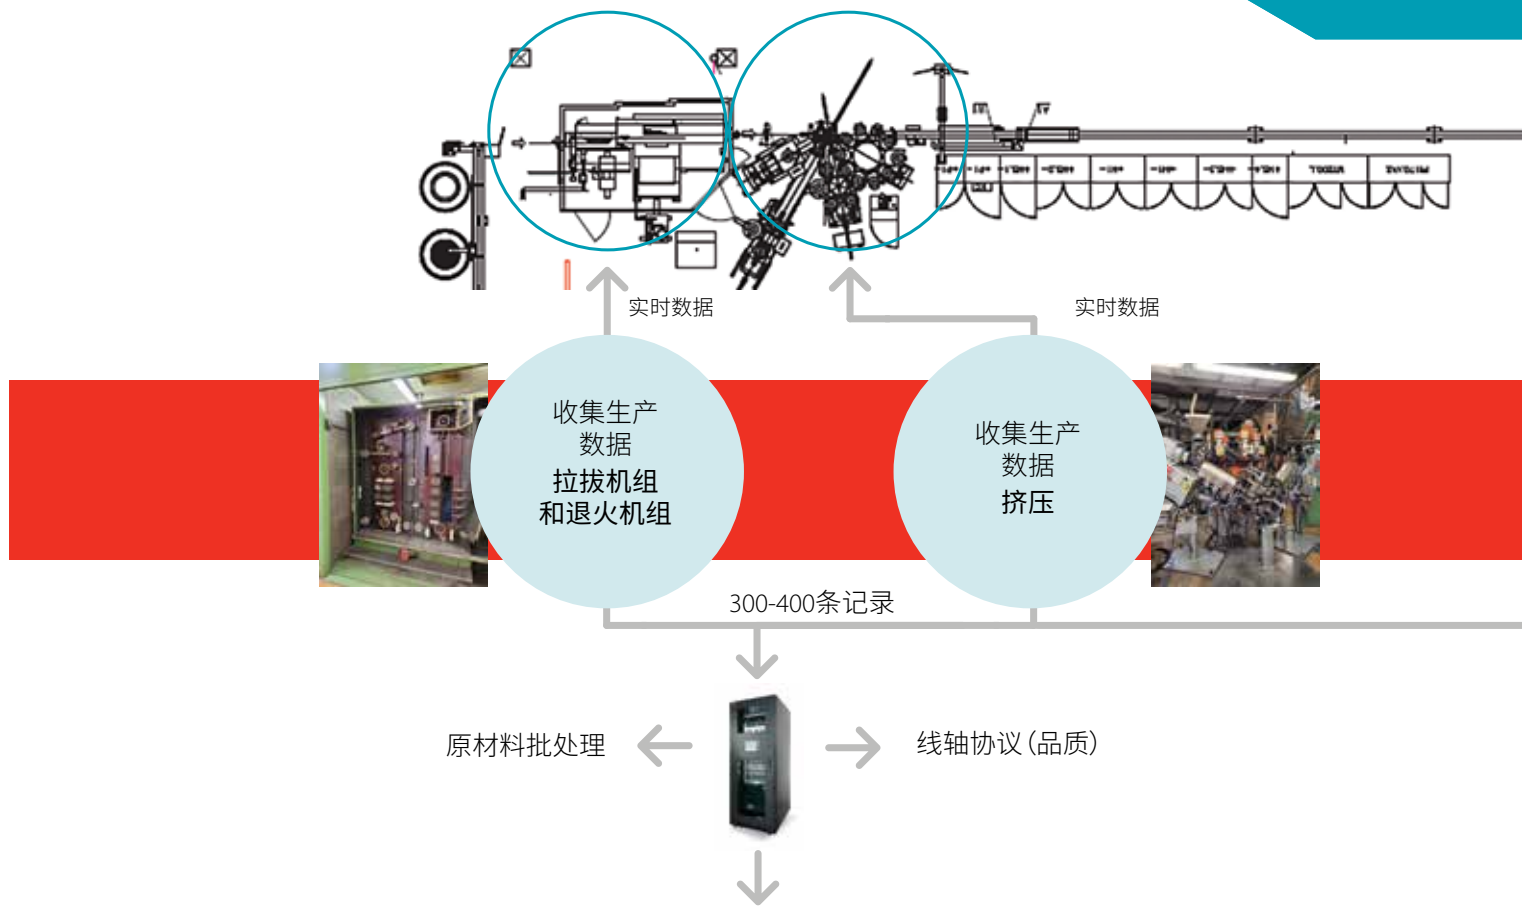 实时数据
实时数据
收集生产
数据
拉拔机组
和退火机组
收集生产
数据
挤压
300-400条记录
原材料批处理
线轴协议(品质)